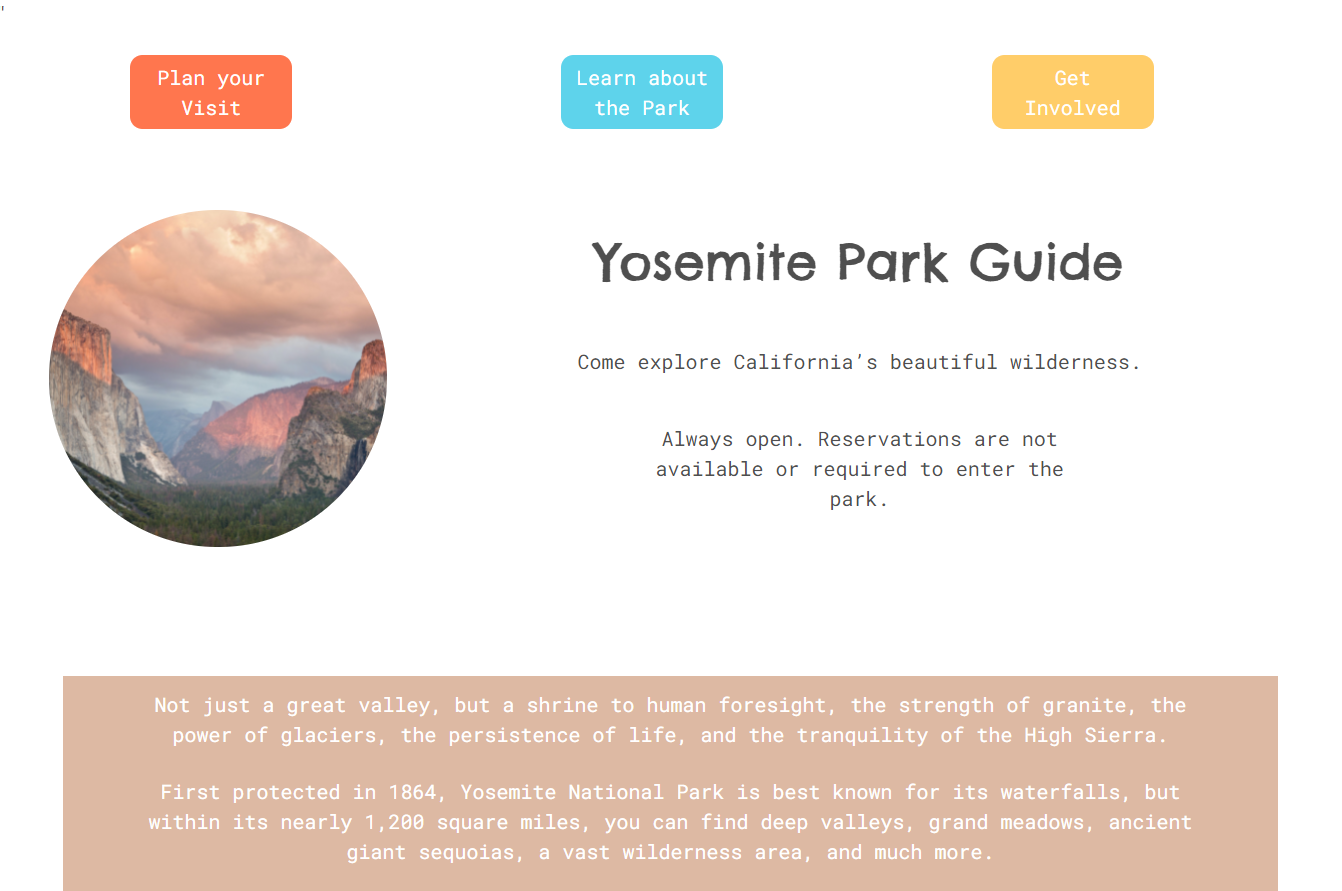 '
Plan your
Visit
Learn about
the Park
Get
Involved
Yosemite Park Guide
Come explore California’s beautiful wilderness.
Always open. Reservations are not
available or required to enter the
park.
Not just a great valley, but a shrine to human foresight, the strength of granite, the
power of glaciers, the persistence of life, and the tranquility of the High Sierra.
First protected in 1864, Yosemite National Park is best known for its waterfalls, but
within its nearly 1,200 square miles, you can find deep valleys, grand meadows, ancient
giant sequoias, a vast wilderness area, and much more.